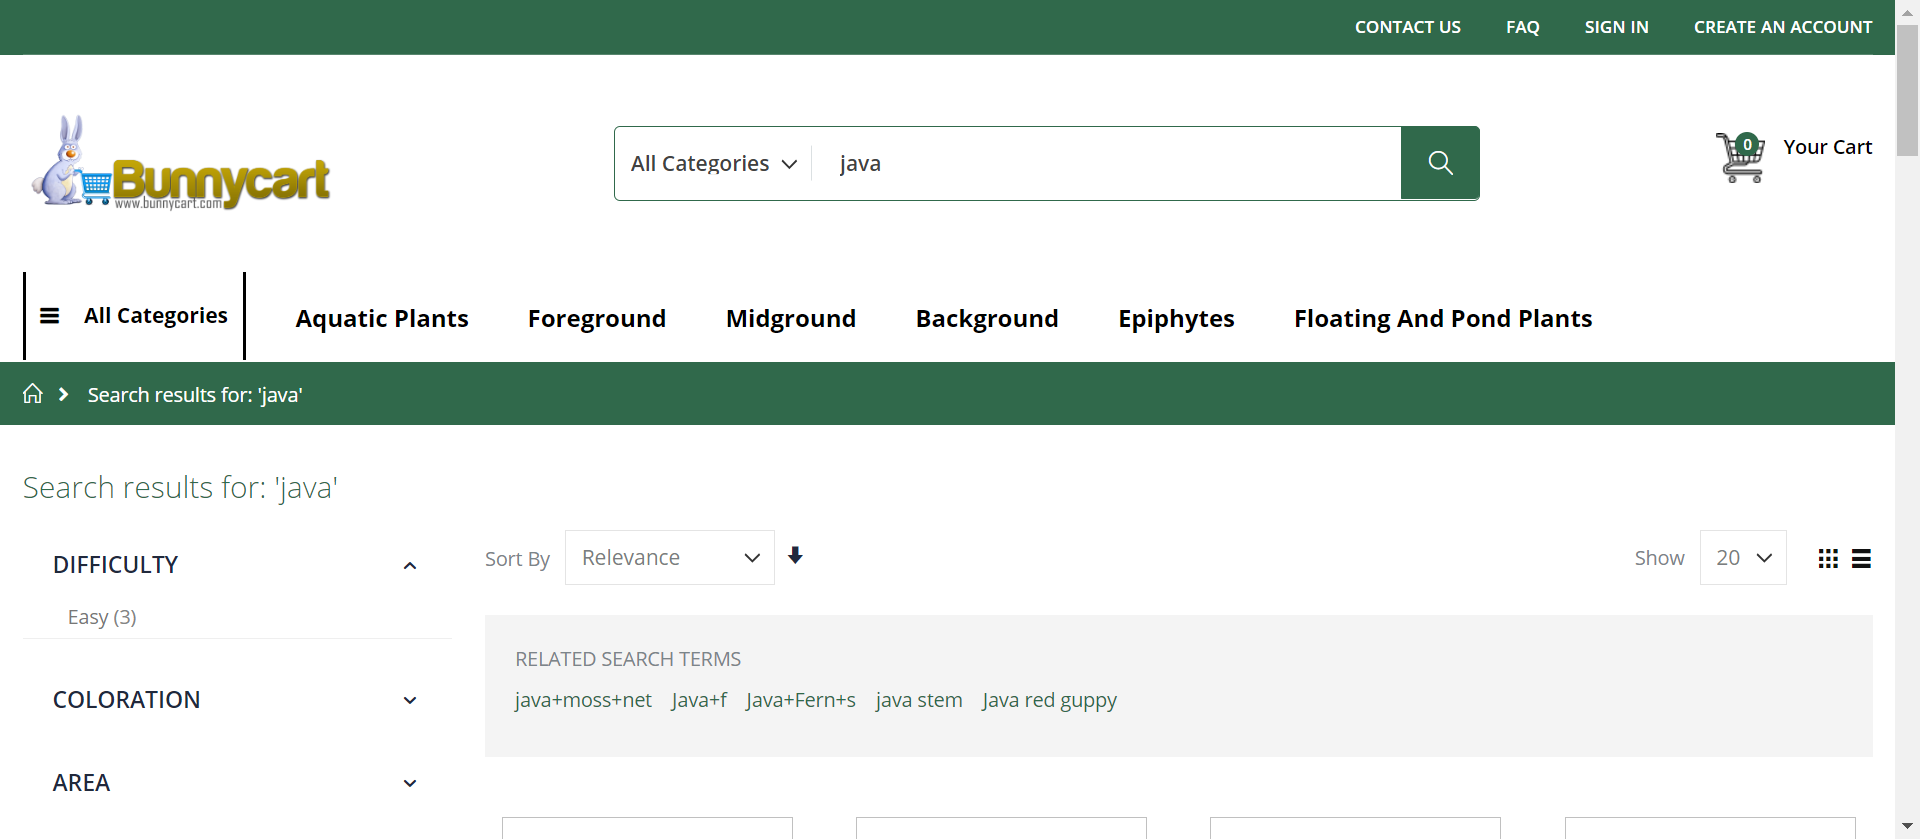 CONTACT US FAQ SIGN IN CREATE AN ACCOUNT
Bunnycart
www.bunnycart.com
All Categories java
0 Your Cart
All Categories Aquatic Plants Foreground Midground Background Epiphytes Floating And Pond Plants
Search results for: 'java'
Search results for: 'java'
DIFFICULTY
Easy (3)
COLORATION
AREA
Sort By Relevance Show 20
RELATED SEARCH TERMS
java+moss+net Java+f Java+Fern+s java stem Java red guppy